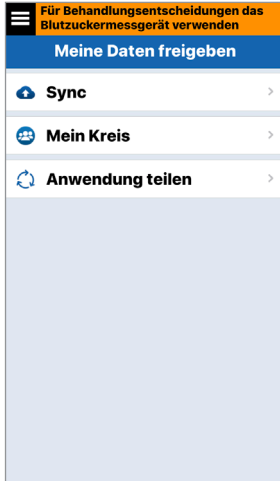 Für Behandlungsentscheidungen das
Blutzuckermessgerät verwenden
Meine Daten freigeben
Sync
Mein Kreis
Anwendung teilen